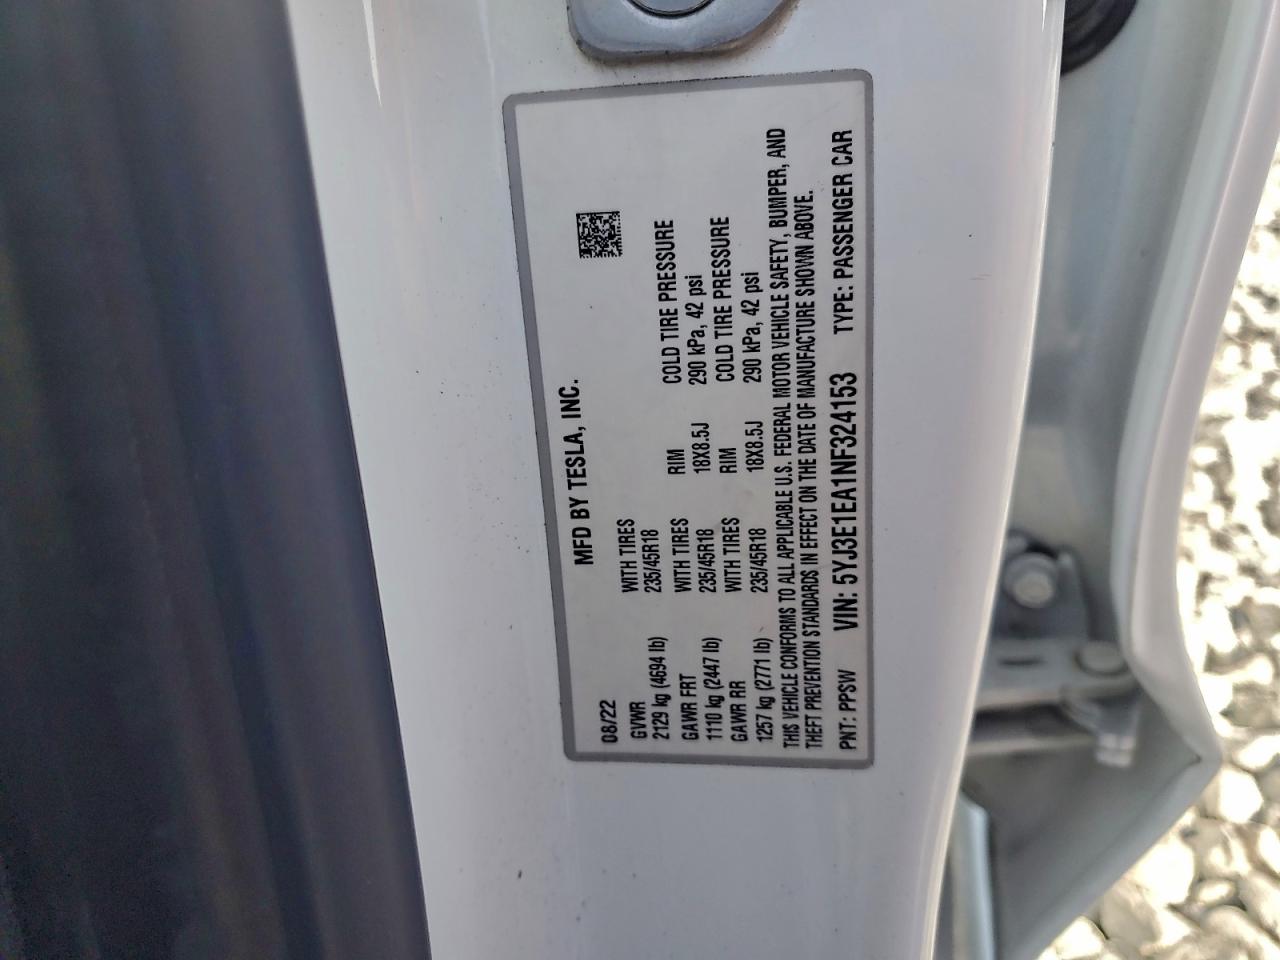 MFD BY TESLA, INC.
08/22
GVWR WITH TIRES
2129 kg (4694 lb) 235/45R18
GAWR FRT WITH TIRES RIM COLD TIRE PRESSURE
1110 kg (2447 lb) 235/45R18 18X8.5J 290 kPa, 42 psi
GAWR RR WITH TIRES RIM COLD TIRE PRESSURE
1257 kg (2771 lb) 235/45R18 18X8.5J 290 kPa, 42 psi
THIS VEHICLE CONFORMS TO ALL APPLICABLE U.S. FEDERAL MOTOR VEHICLE SAFETY, BUMPER, AND
THEFT PREVENTION STANDARDS IN EFFECT ON THE DATE OF MANUFACTURE SHOWN ABOVE.
PNT: PPSW VIN: 5YJ3E1EA1NF324153 TYPE: PASSENGER CAR